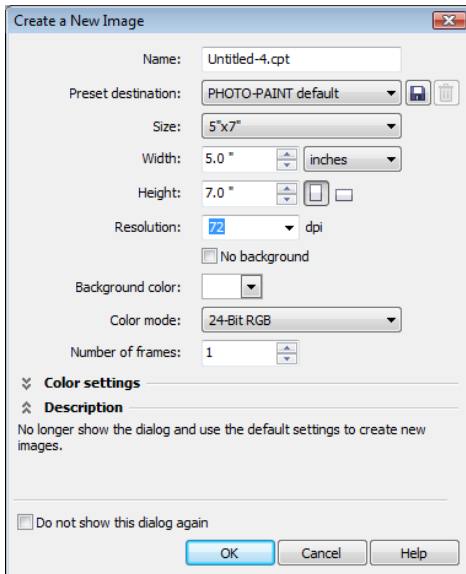 Create a New Image
Name: Untitled-4.cpt
Preset destination: PHOTO-PAINT default
Size: 5"x7"
Width: 5.0 " inches
Height: 7.0 "
Resolution: 72 dpi
No background
Background color:
Color mode: 24-Bit RGB
Number of frames: 1
Color settings
Description
No longer show the dialog and use the default settings to create new
images.
Do not show this dialog again
OK Cancel Help